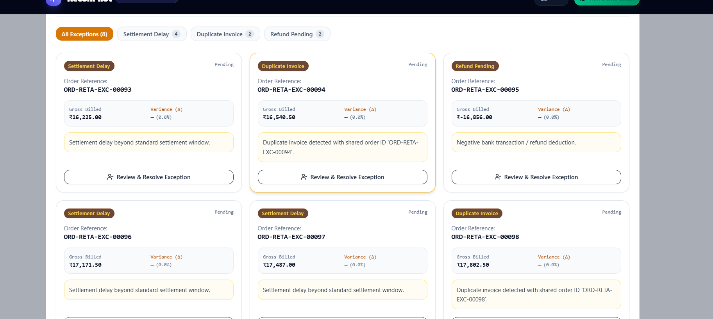 All Exceptions (8)
Settlement Delay 4
Duplicate Invoice 2
Refund Pending 2
Settlement Delay
Pending
Order Reference:
ORD-RETA-EXC-00093
Gross Billed
Variance (Δ)
₹16,225.00
— (0.0%)
Settlement delay beyond standard settlement window.
Review & Resolve Exception
Duplicate Invoice
Pending
Order Reference:
ORD-RETA-EXC-00094
Gross Billed
Variance (Δ)
₹16,540.50
— (0.0%)
Duplicate invoice detected with shared order ID 'ORD-RETA-
EXC-00094'.
Review & Resolve Exception
Refund Pending
Pending
Order Reference:
ORD-RETA-EXC-00095
Gross Billed
Variance (Δ)
₹-16,856.00
— (0.0%)
Negative bank transaction / refund deduction.
Review & Resolve Exception
Settlement Delay
Pending
Order Reference:
ORD-RETA-EXC-00096
Gross Billed
Variance (Δ)
₹17,171.50
— (0.0%)
Settlement delay beyond standard settlement window.
Settlement Delay
Pending
Order Reference:
ORD-RETA-EXC-00097
Gross Billed
Variance (Δ)
₹17,487.00
— (0.0%)
Settlement delay beyond standard settlement window.
Duplicate Invoice
Pending
Order Reference:
ORD-RETA-EXC-00098
Gross Billed
Variance (Δ)
₹17,802.50
— (0.0%)
Duplicate invoice detected with shared order ID 'ORD-RETA-
EXC-00098'.